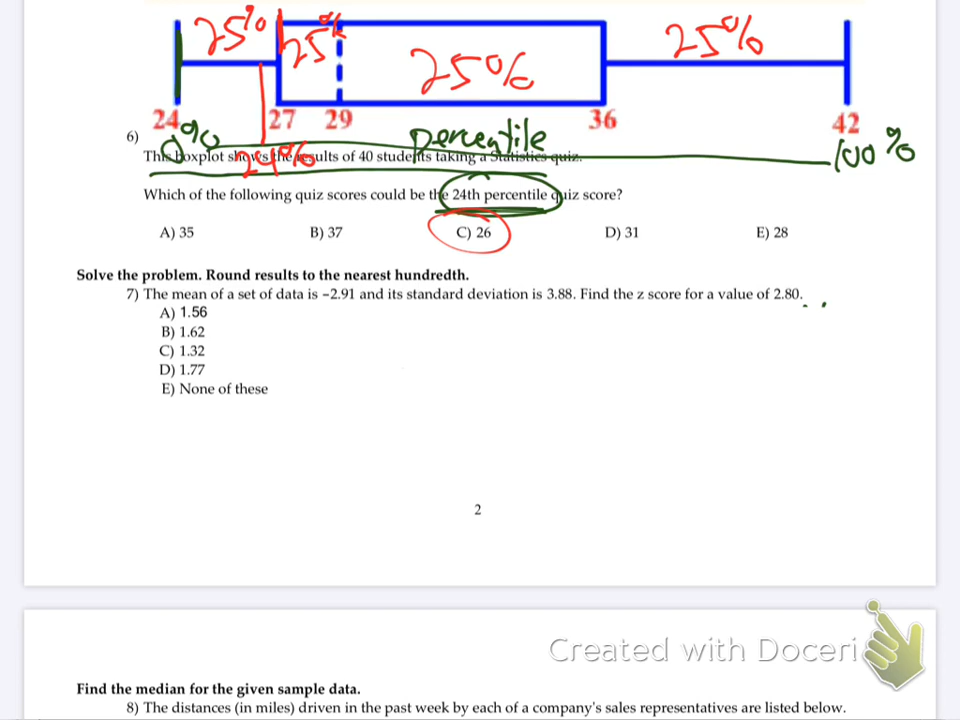 25% 25% 25% 25%
24 27 29 36 42
0% 24% percentile 100%
6)
This boxplot shows the results of 40 students taking a Statistics quiz.
Which of the following quiz scores could be the 24th percentile quiz score?
A) 35 B) 37 C) 26 D) 31 E) 28
Solve the problem. Round results to the nearest hundredth.
7) The mean of a set of data is −2.91 and its standard deviation is 3.88. Find the z score for a value of 2.80.
A) 1.56
B) 1.62
C) 1.32
D) 1.77
E) None of these
2
Created with Doceri
Find the median for the given sample data.
8) The distances (in miles) driven in the past week by each of a company's sales representatives are listed below.